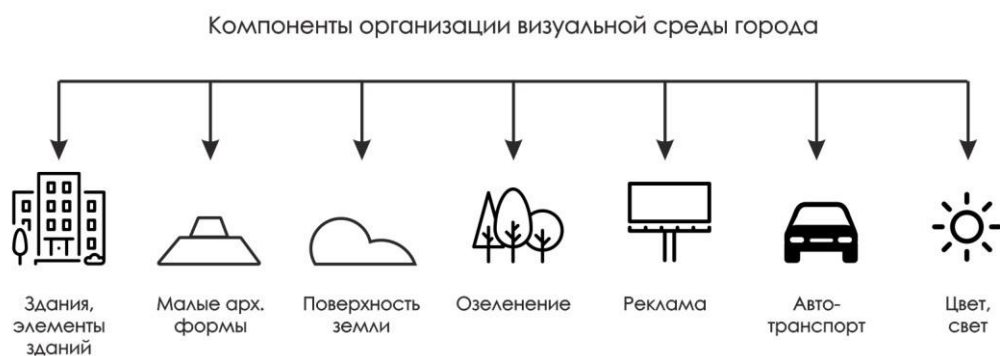 Компоненты организации визуальной среды города
Здания,
элементы
зданий
Малые арх.
формы
Поверхность
земли
Озеленение
Реклама
Авто-
транспорт
Цвет,
свет